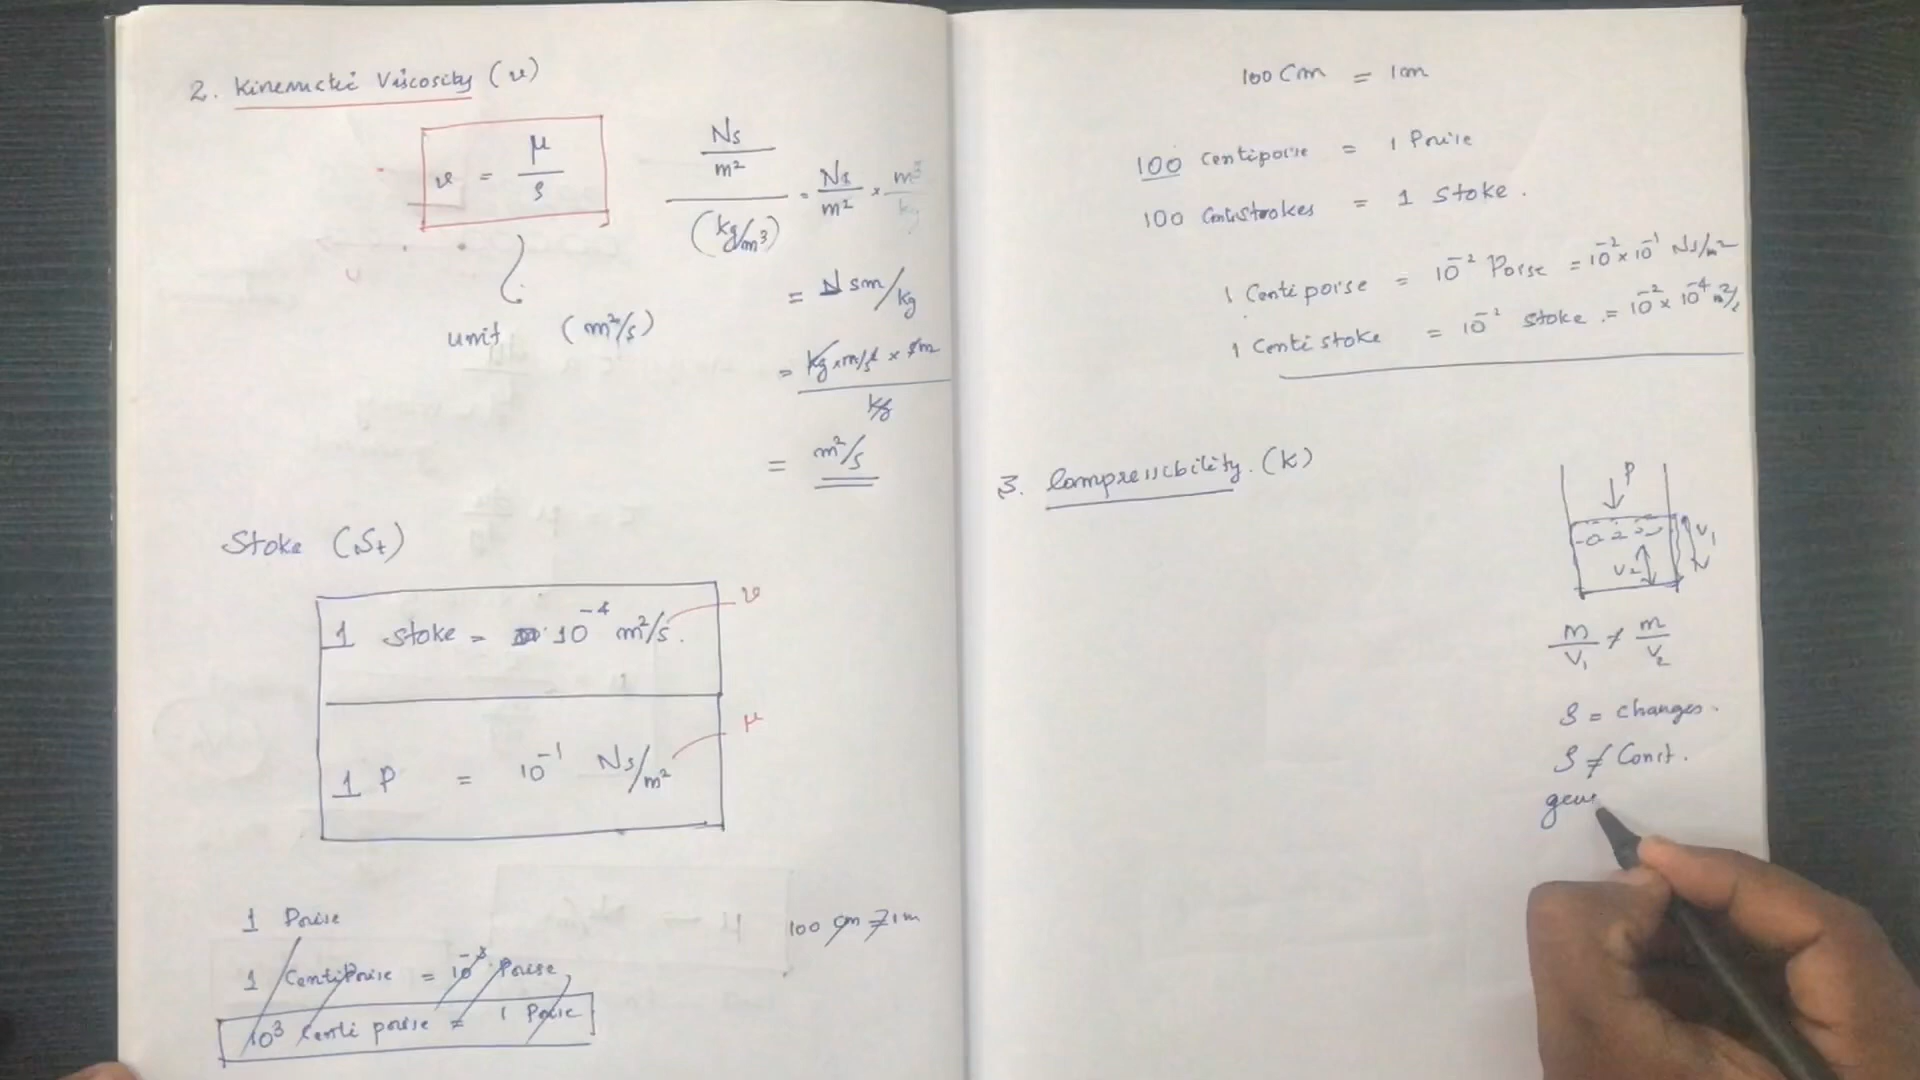 2. Kinematic Viscosity (ν)
ν = μ/ρ
Ns/m² / (kg/m³) = Ns/m² × m³/kg
= N sm/kg
unit (m²/s)
= kg×m/s² × sm / kg
= m²/s
Stoke (St)
1 Stoke = 10⁻⁴ m²/s. ν
1 P = 10⁻¹ Ns/m² μ
1 Poise
1 CentiPoise = 10⁻³ Poise
10³ Centi poise = 1 Poise
100 cm = 1m
100 Cm = 1m
100 Centipoise = 1 Poise
100 Centistrokes = 1 Stoke.
1 Centi poise = 10⁻² Poise = 10⁻² × 10⁻¹ Ns/m²
1 Centi stoke = 10⁻² Stoke = 10⁻² × 10⁻⁴ m²/s
3. Compressibility. (K)
P
V₁
V₂
m/V₁ ≠ m/V₂
ρ = changes.
ρ ≠ Const.